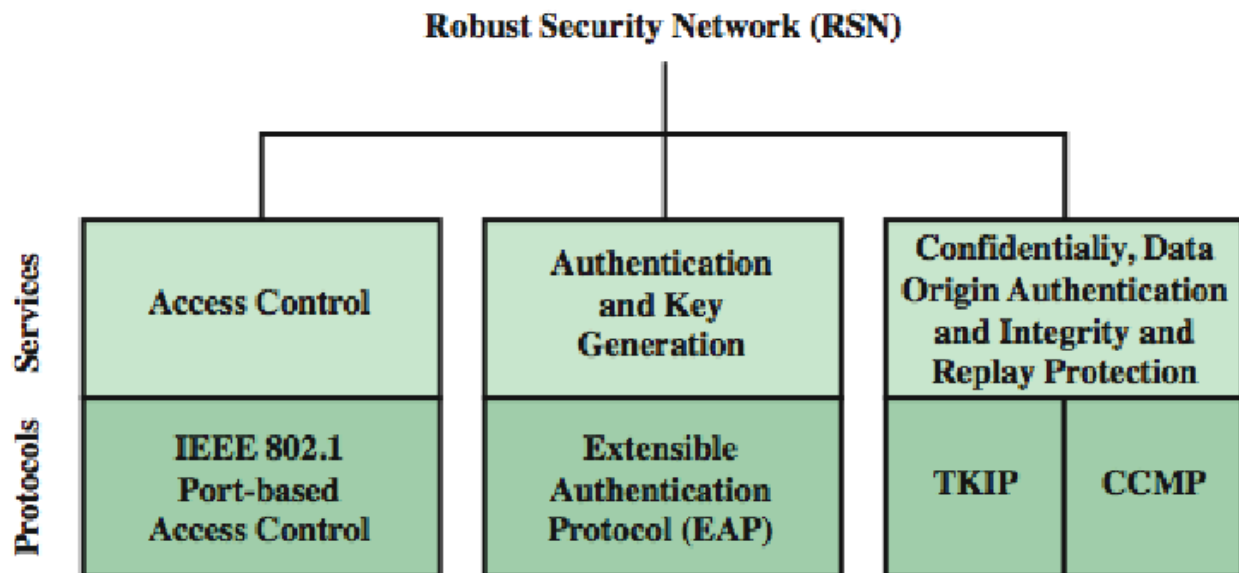 Robust Security Network (RSN)
Services
Access Control
Authentication
and Key
Generation
Confidentialiy, Data
Origin Authentication
and Integrity and
Replay Protection
Protocols
IEEE 802.1
Port-based
Access Control
Extensible
Authentication
Protocol (EAP)
TKIP
CCMP